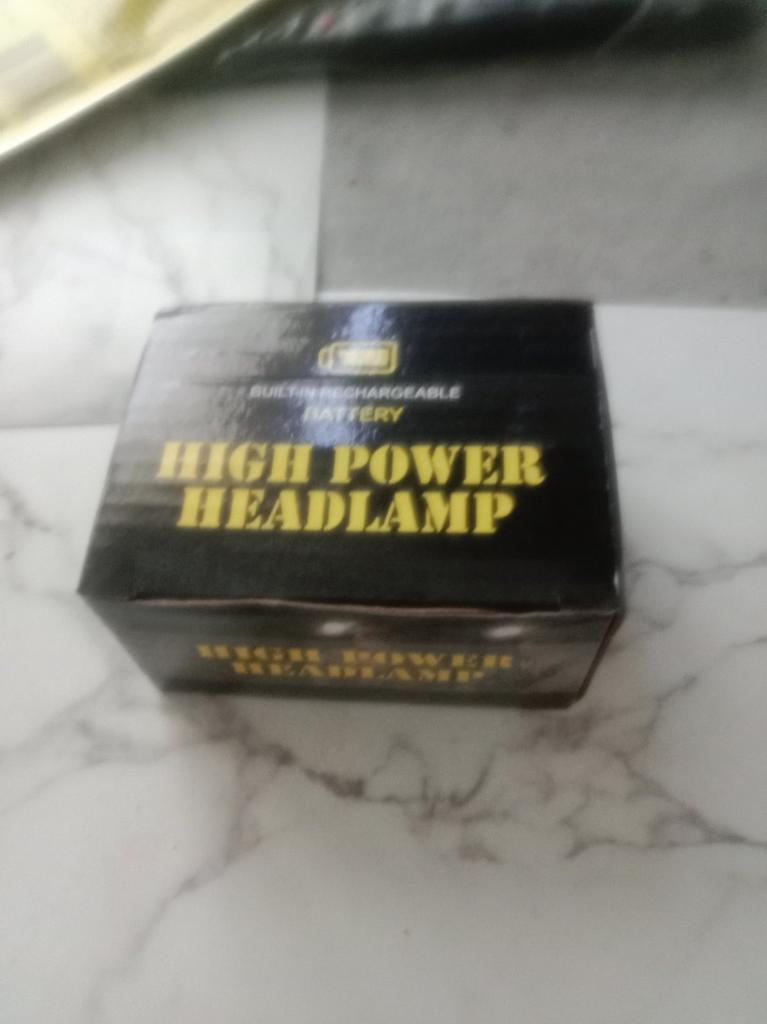 BUILT-IN RECHARGEABLE
BATTERY
HIGH POWER
HEADLAMP
HIGH POWER
HEADLAMP